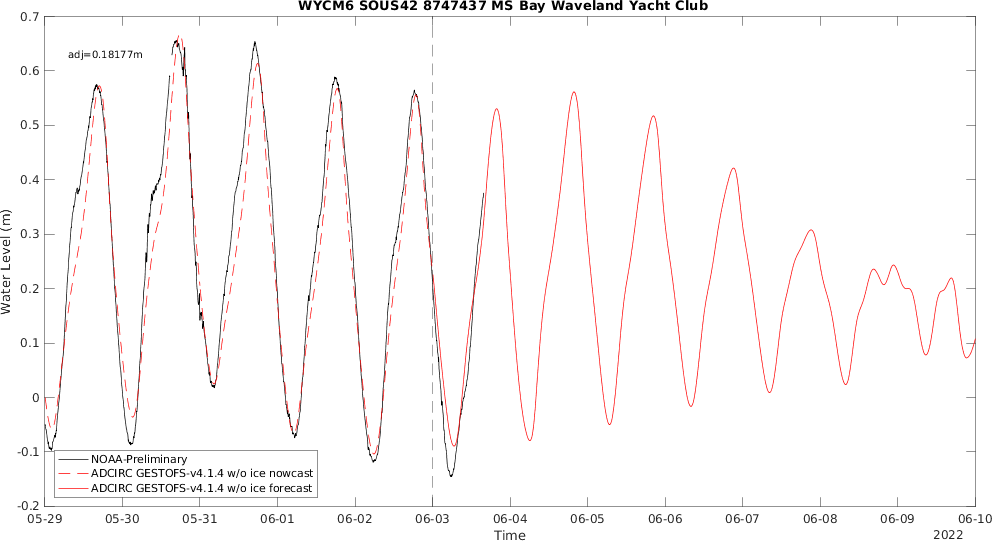 WYCM6 SOUS42 8747437 MS Bay Waveland Yacht Club
adj=0.18177m
Water Level (m)
0.7
0.6
0.5
0.4
0.3
0.2
0.1
0
-0.1
-0.2
NOAA-Preliminary
ADCIRC GESTOFS-v4.1.4 w/o ice nowcast
ADCIRC GESTOFS-v4.1.4 w/o ice forecast
05-29 05-30 05-31 06-01 06-02 06-03 06-04 06-05 06-06 06-07 06-08 06-09 06-10
Time
2022